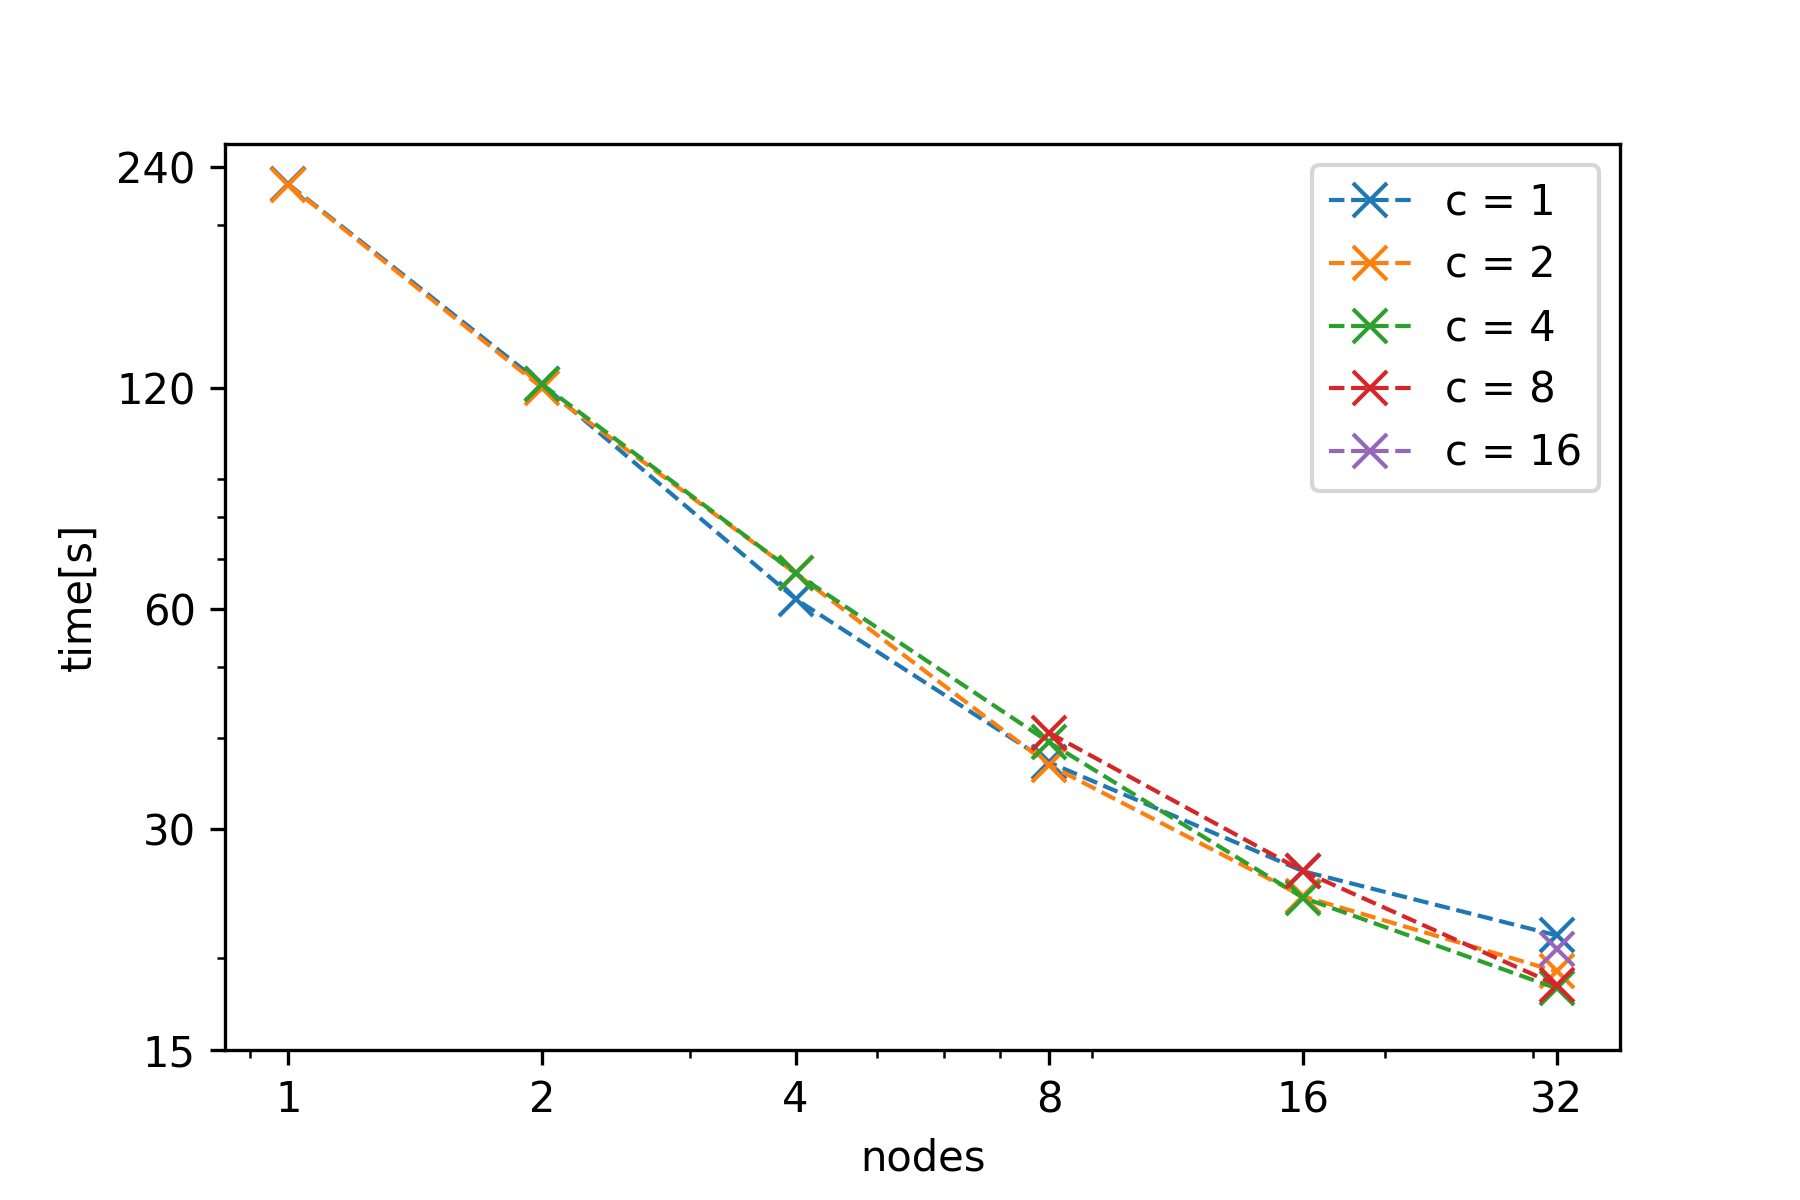 240
120
60
30
15
time[s]
c = 1
c = 2
c = 4
c = 8
c = 16
1 2 4 8 16 32
nodes